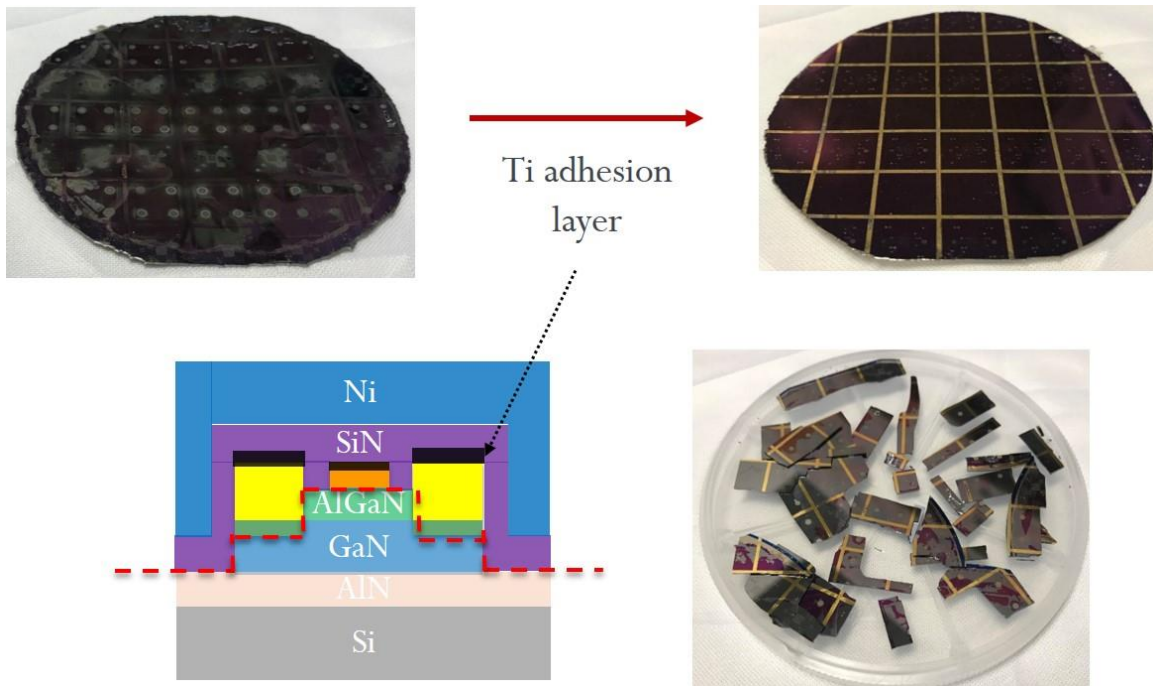 Ti adhesion
layer
Ni
SiN
AlGaN
GaN
AlN
Si